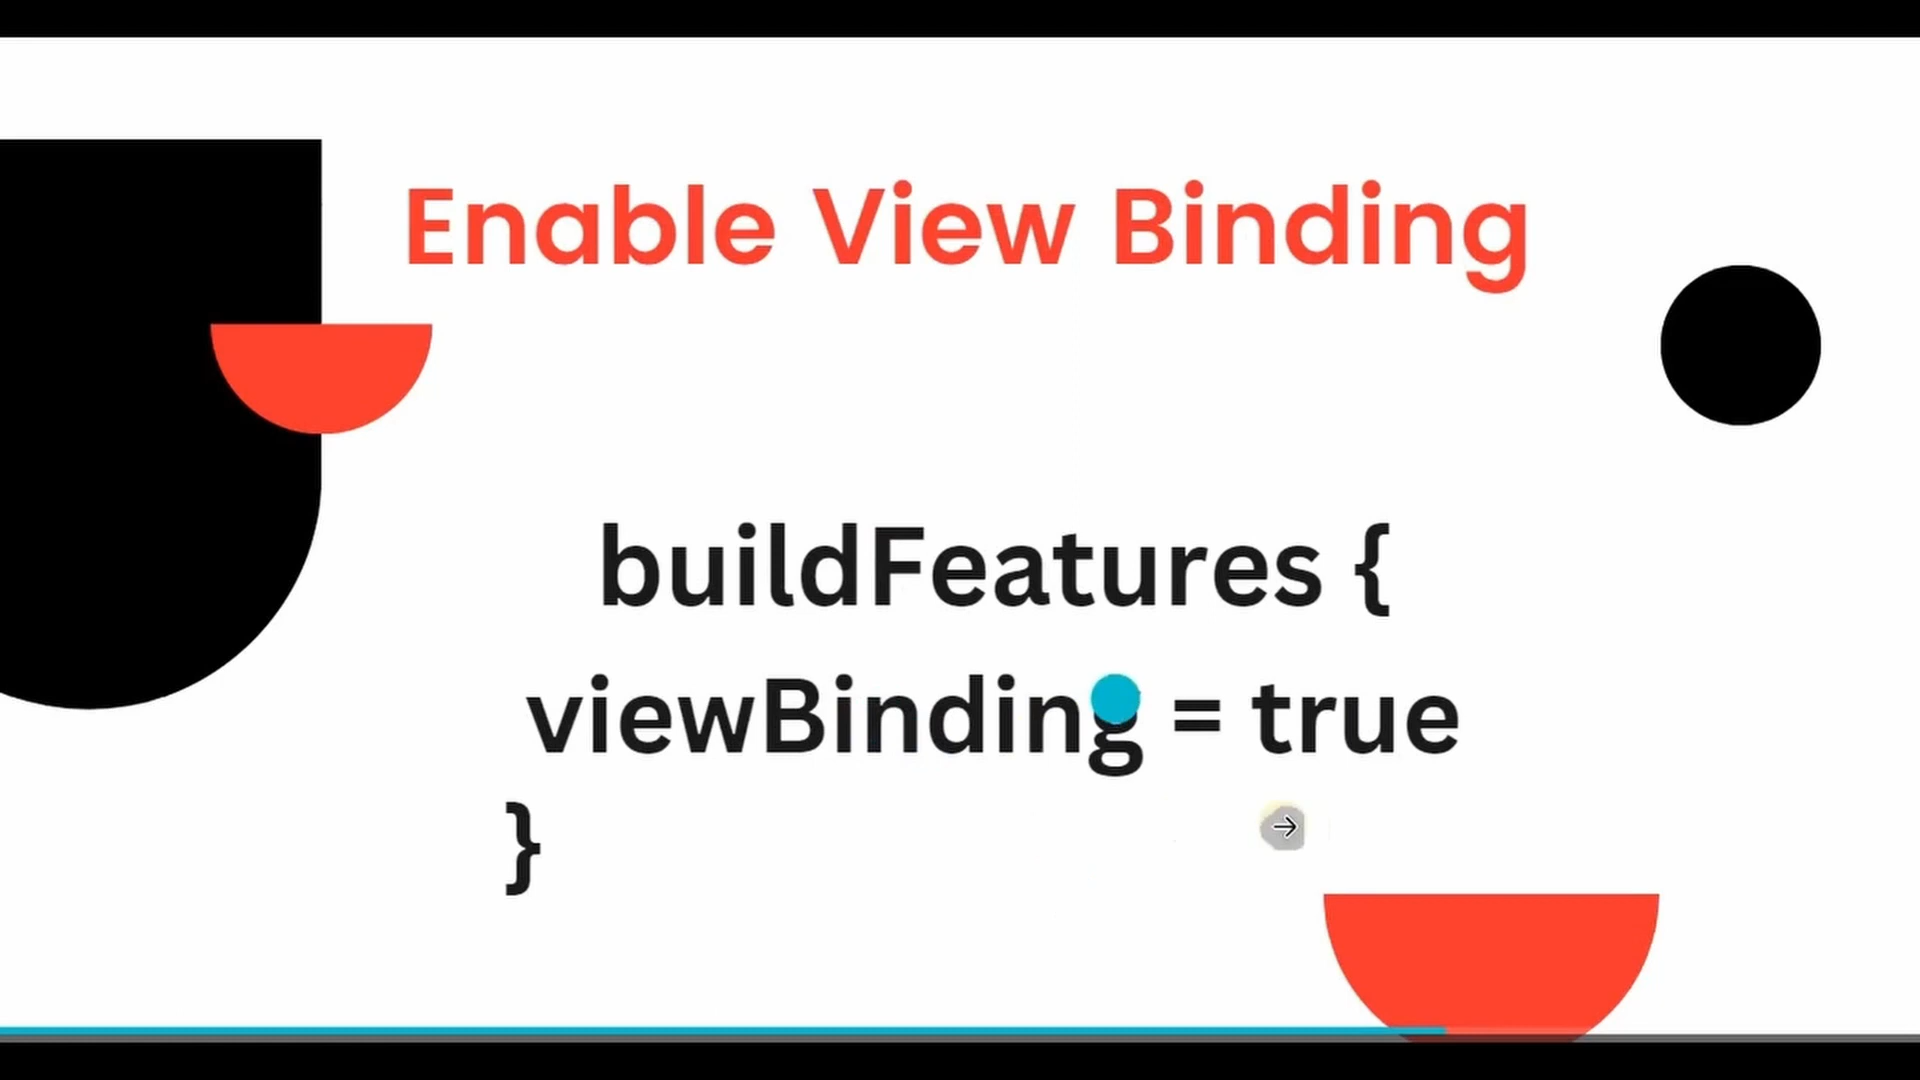 Enable View Binding
buildFeatures {
viewBinding = true
}